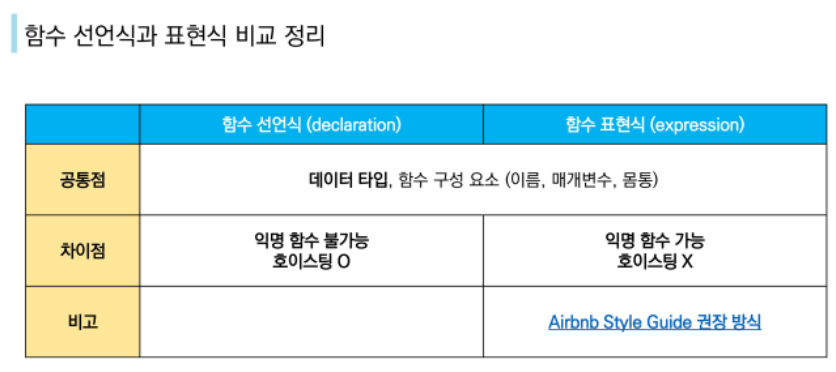 함수 선언식과 표현식 비교 정리
함수 선언식 (declaration)
함수 표현식 (expression)
공통점
데이터 타입, 함수 구성 요소 (이름, 매개변수, 몸통)
차이점
익명 함수 불가능
호이스팅 O
익명 함수 가능
호이스팅 X
비고
Airbnb Style Guide 권장 방식